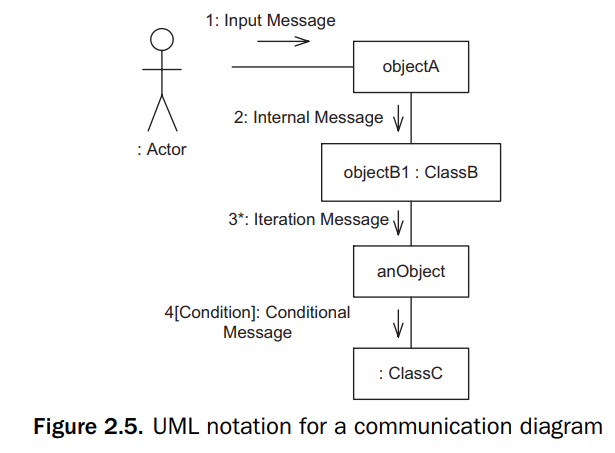 1: Input Message
objectA
2: Internal Message
: Actor
objectB1 : ClassB
3*: Iteration Message
anObject
4[Condition]: Conditional
Message
: ClassC
Figure 2.5. UML notation for a communication diagram